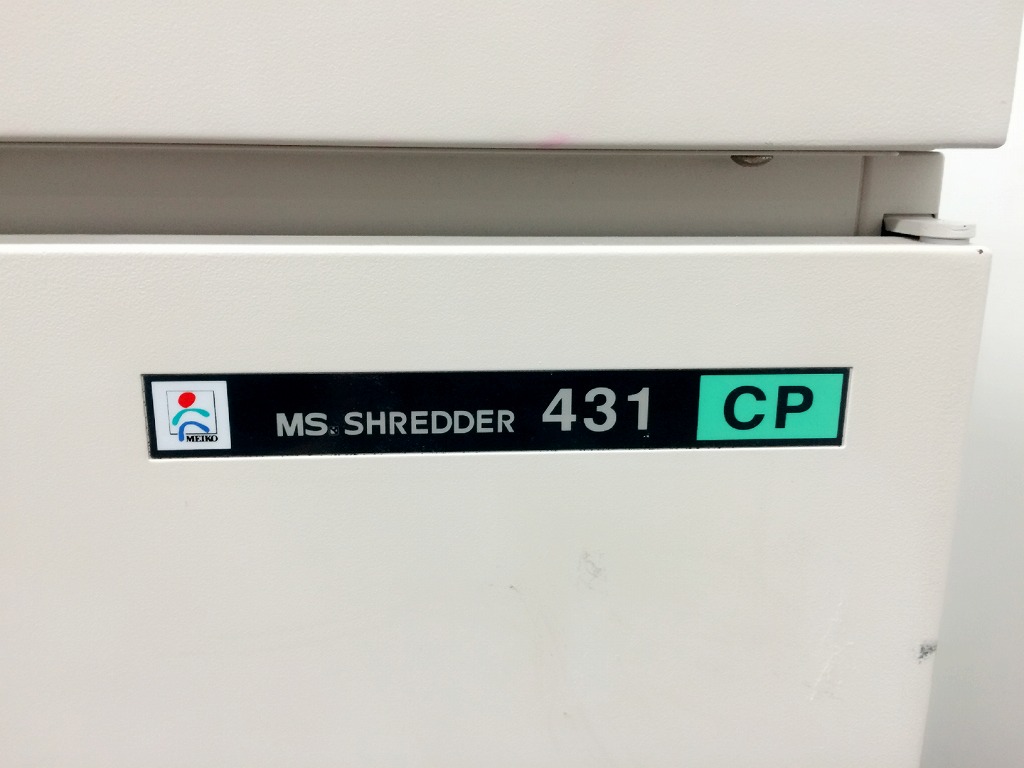 MEIKO
MS. SHREDDER 431 CP